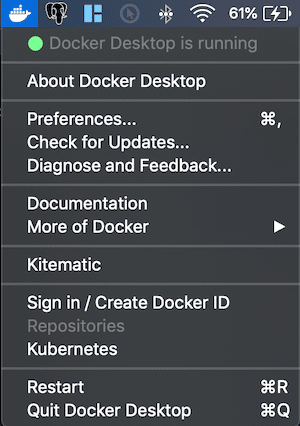 61%
Docker Desktop is running
About Docker Desktop
Preferences... ⌘,
Check for Updates...
Diagnose and Feedback...
Documentation
More of Docker
Kitematic
Sign in / Create Docker ID
Repositories
Kubernetes
Restart ⌘R
Quit Docker Desktop ⌘Q